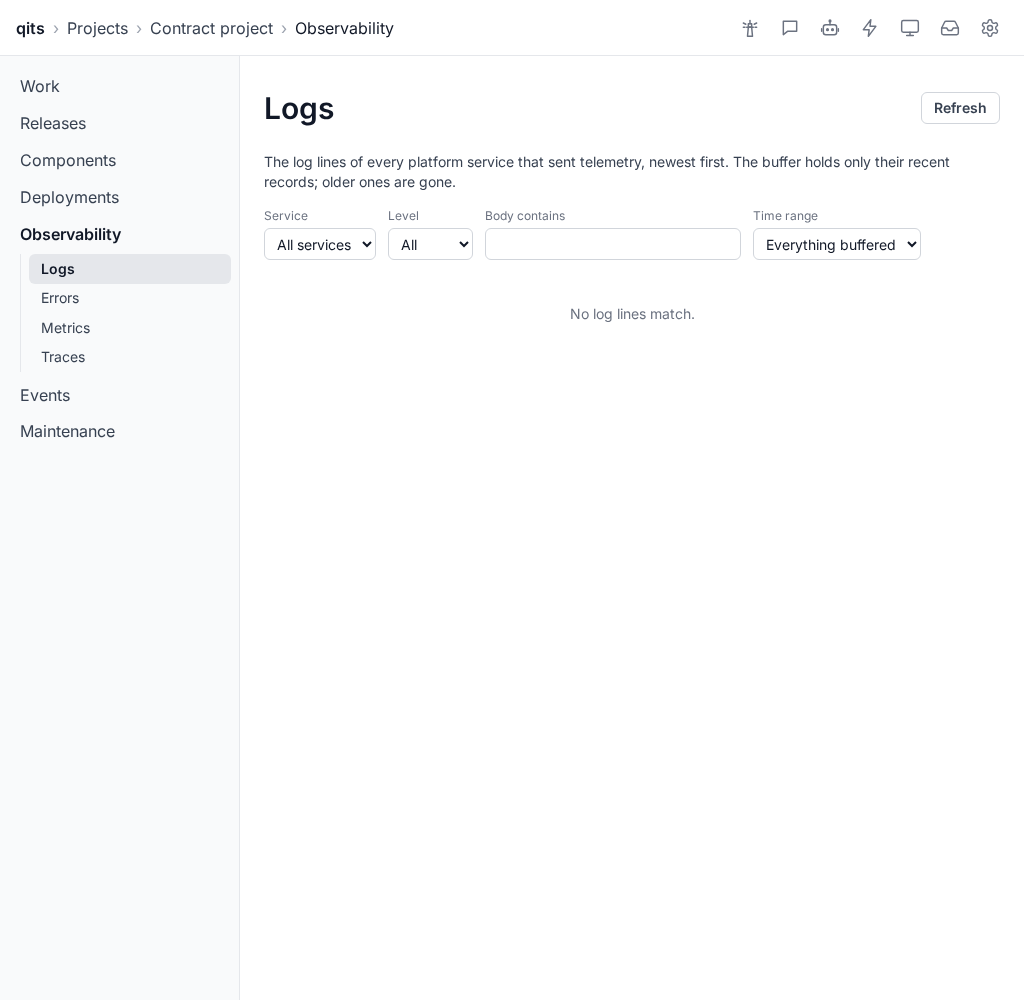 qits › Projects › Contract project › Observability
Work
Releases
Components
Deployments
Observability
Logs
Errors
Metrics
Traces
Events
Maintenance
Logs
Refresh
The log lines of every platform service that sent telemetry, newest first. The buffer holds only their recent
records; older ones are gone.
Service Level Body contains Time range
All services All Everything buffered
No log lines match.